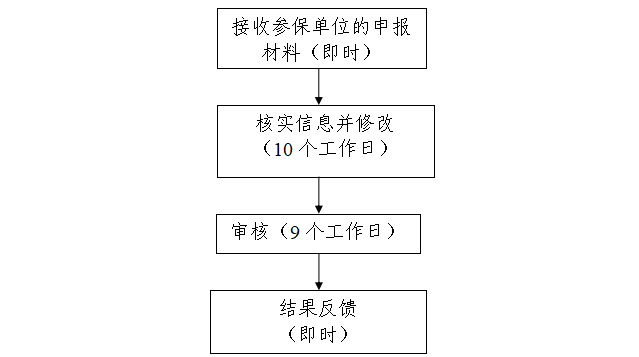 接收参保单位的申报
材料（即时）
核实信息并修改
（10 个工作日）
审核（9 个工作日）
结果反馈
（即时）